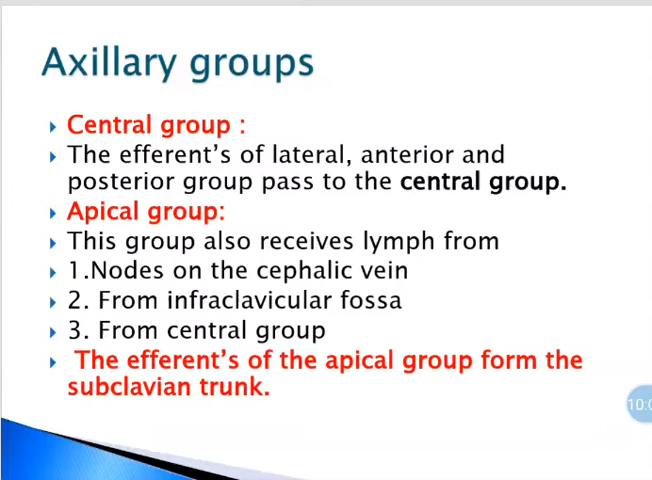 Axillary groups
Central group :
The efferent's of lateral, anterior and
posterior group pass to the central group.
Apical group:
This group also receives lymph from
1.Nodes on the cephalic vein
2. From infraclavicular fossa
3. From central group
The efferent's of the apical group form the
subclavian trunk.